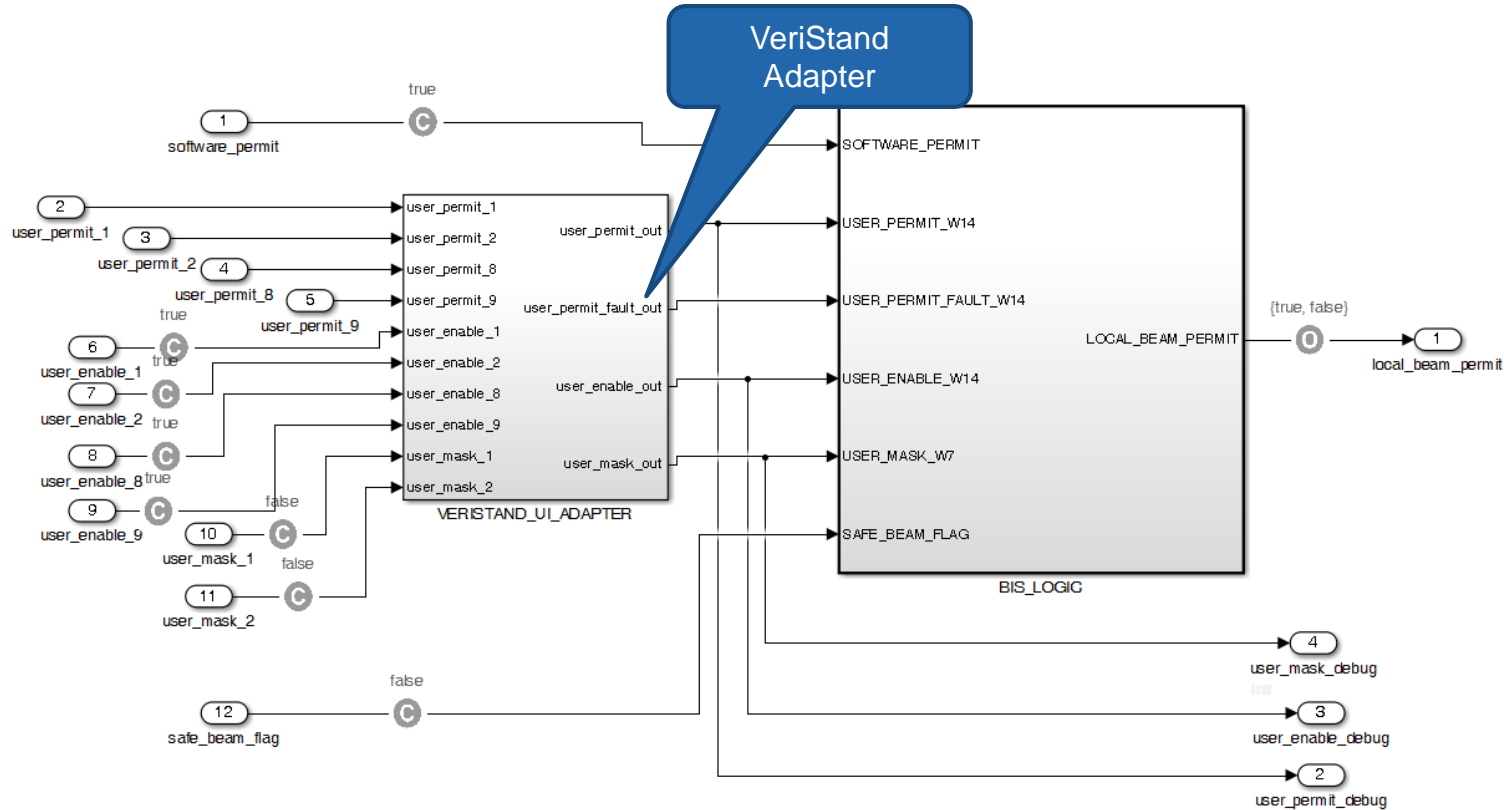 VeriStand
Adapter
true
1
software_permit
2
user_permit_1
3
user_permit_2
4
user_permit_8
5
user_permit_9
true
6
user_enable_1
true
7
user_enable_2
true
8
user_enable_8
true
9
user_enable_9
false
10
user_mask_1
false
11
user_mask_2
false
12
safe_beam_flag
C
C
C
C
C
C
C
C
user_permit_1
user_permit_2
user_permit_8
user_permit_9
user_enable_1
user_enable_2
user_enable_8
user_enable_9
user_mask_1
user_mask_2
user_permit_out
user_permit_fault_out
user_enable_out
user_mask_out
VERISTAND_UI_ADAPTER
SOFTWARE_PERMIT
USER_PERMIT_W14
USER_PERMIT_FAULT_W14
USER_ENABLE_W14
USER_MASK_W7
SAFE_BEAM_FLAG
LOCAL_BEAM_PERMIT
BIS_LOGIC
{true, false}
O
1
local_beam_permit
4
user_mask_debug
3
user_enable_debug
2
user_permit_debug